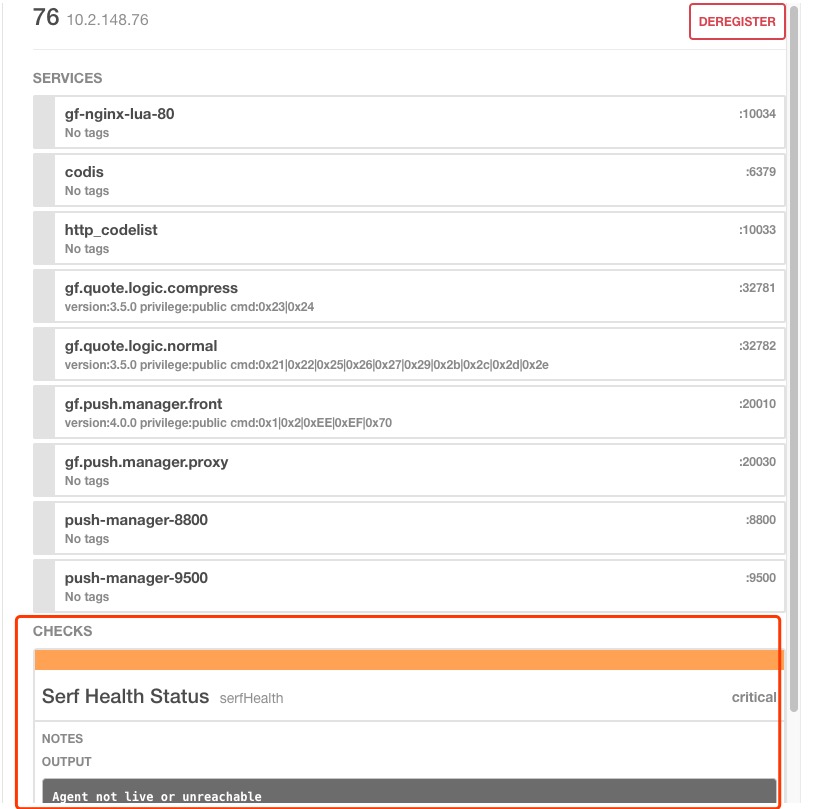 76 10.2.148.76 DEREGISTER
SERVICES
gf-nginx-lua-80 :10034
No tags
codis :6379
No tags
http_codelist :10033
No tags
gf.quote.logic.compress :32781
version:3.5.0 privilege:public cmd:0x23|0x24
gf.quote.logic.normal :32782
version:3.5.0 privilege:public cmd:0x21|0x22|0x25|0x26|0x27|0x29|0x2b|0x2c|0x2d|0x2e
gf.push.manager.front :20010
version:4.0.0 privilege:public cmd:0x1|0x2|0xEE|0xEF|0x70
gf.push.manager.proxy :20030
No tags
push-manager-8800 :8800
No tags
push-manager-9500 :9500
No tags
CHECKS
Serf Health Status serfHealth critical
NOTES
OUTPUT
Agent not live or unreachable